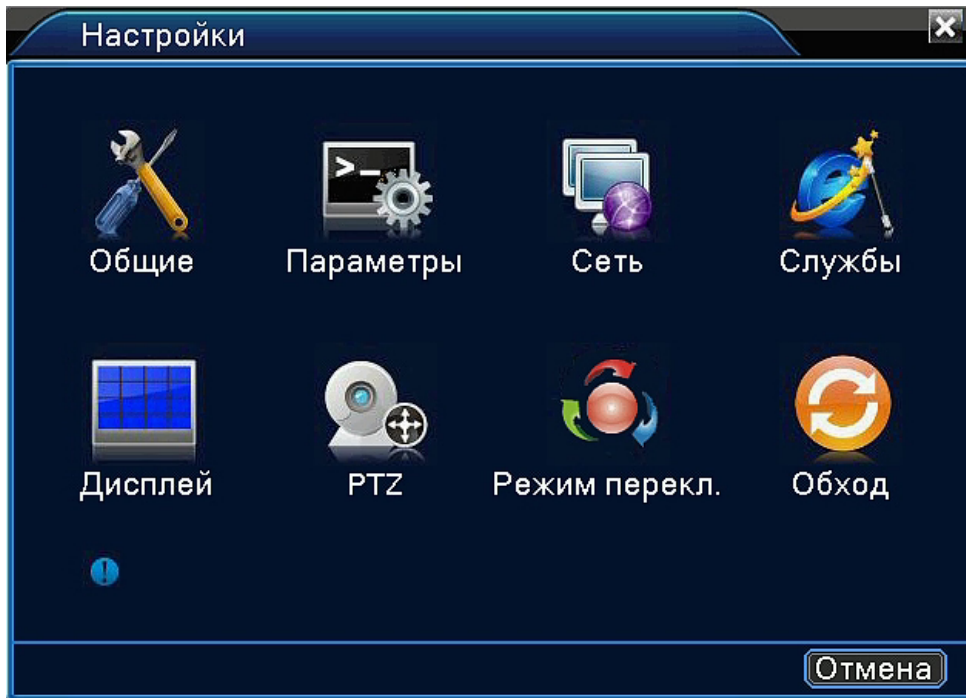 Настройки
Общие
Параметры
Сеть
Службы
Дисплей
PTZ
Режим перекл.
Обход
Отмена